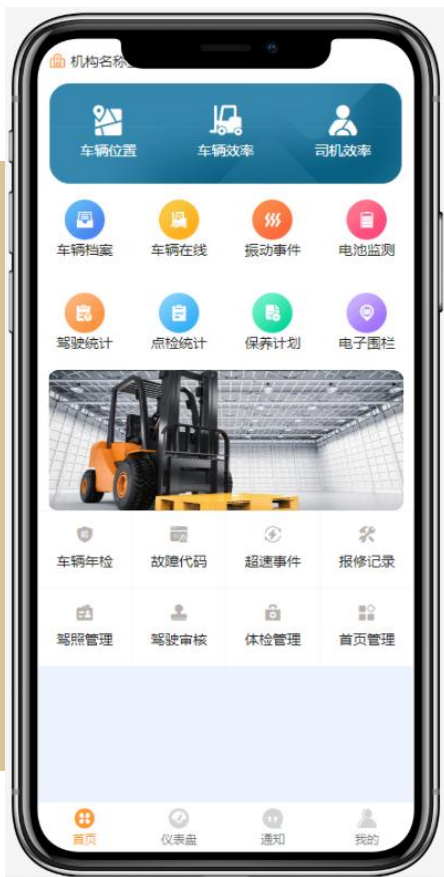 机构名称
车辆位置 车辆效率 司机效率
车辆档案 车辆在线 振动事件 电池监测
驾驶统计 点检统计 保养计划 电子围栏
车辆年检 故障代码 超速事件 报修记录
驾照管理 驾驶审核 体检管理 首页管理
首页 仪表盘 通知 我的